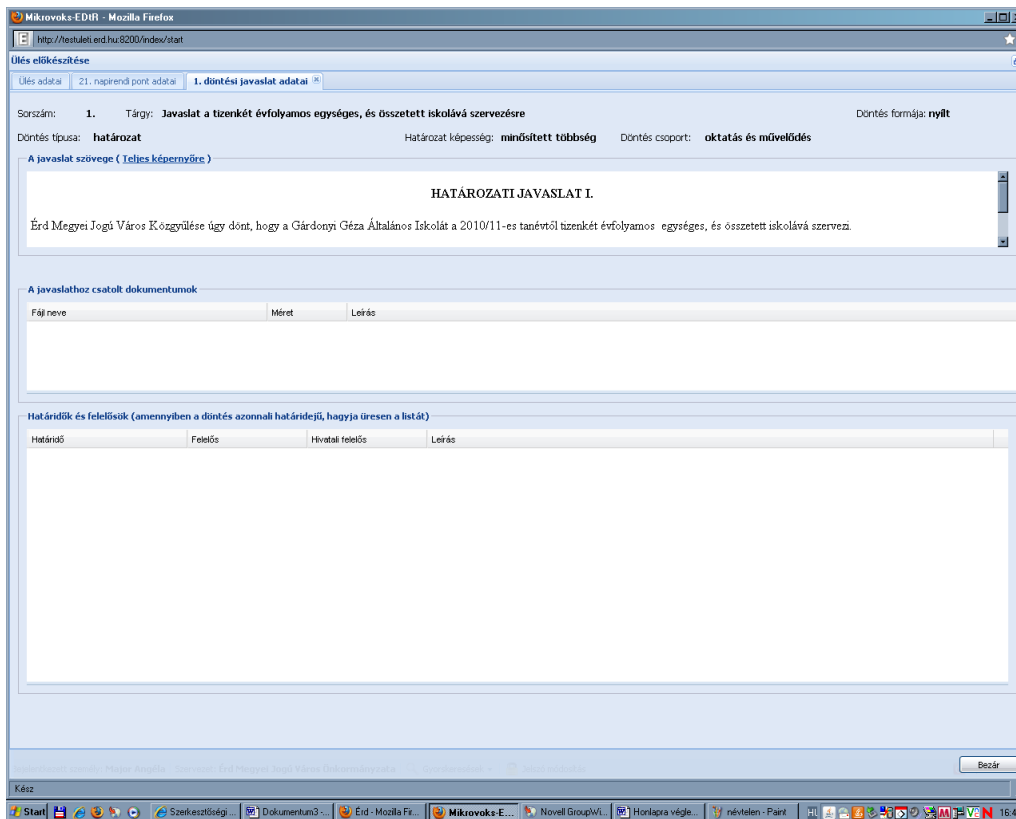 Mikrovoks-EDtR - Mozilla Firefox
http://testuleti.erd.hu:8200/index/start
Ülés előkészítése
Ülés adatai 21. napirendi pont adatai 1. döntési javaslat adatai
Sorszám: 1. Tárgy: Javaslat a tizenkét évfolyamos egységes, és összetett iskolává szervezésre Döntés formája: nyílt
Döntés típusa: határozat Határozat képesség: minősített többség Döntés csoport: oktatás és művelődés
A javaslat szövege ( Teljes képernyőre )
HATÁROZATI JAVASLAT I.
Érd Megyei Jogú Város Közgyűlése úgy dönt, hogy a Gárdonyi Géza Általános Iskolát a 2010/11-es tanévtől tizenkét évfolyamos egységes, és összetett iskolává szervezi.
A javaslathoz csatolt dokumentumok
Fájl neve Méret Leírás
Határidők és felelősök (amennyiben a döntés azonnali határidejű, hagyja üresen a listát)
Határidő Felelős Hivatali felelős Leírás
Bezár
Kész
Start Szerkesztőségi ... Dokumentum3 -... Érd - Mozilla Fir... Mikrovoks-E... Novell GroupWi... Honlapra végle... névtelen - Paint HU 16:4